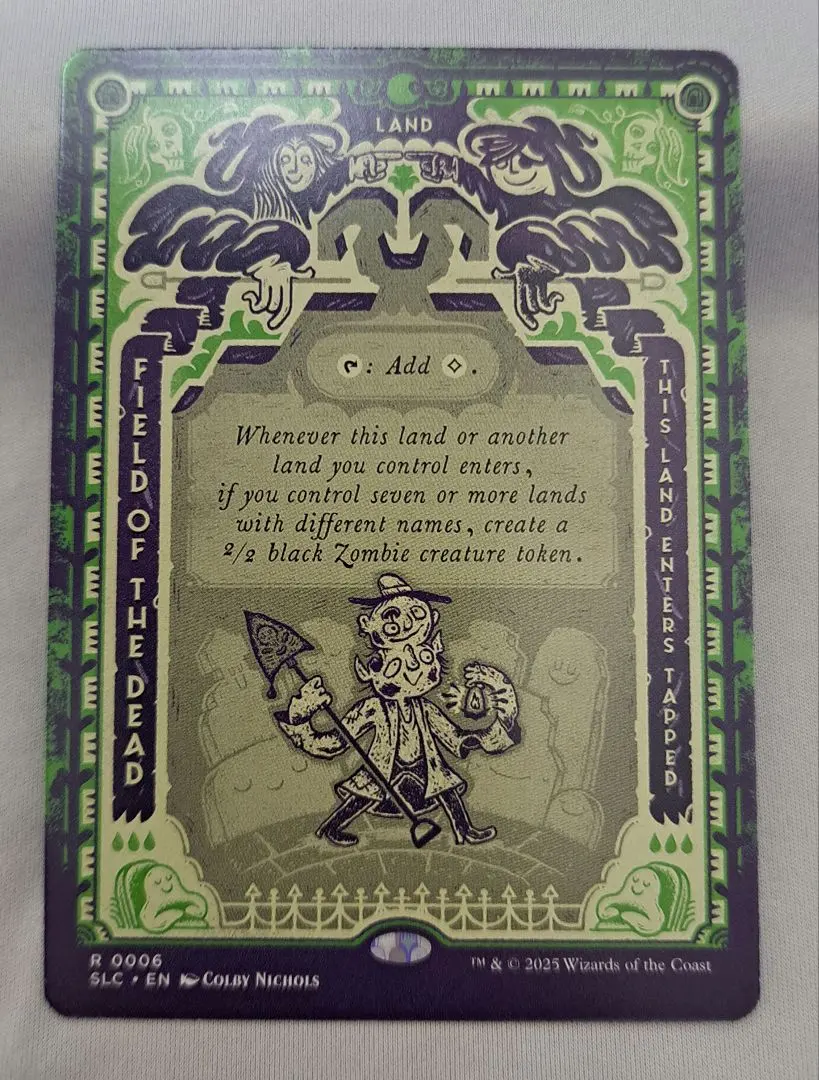 LAND
FIELD OF THE DEAD
: Add .
Whenever this land or another
land you control enters,
if you control seven or more lands
with different names, create a
2/2 black Zombie creature token.
THIS LAND ENTERS TAPPED
R 0006
SLC • EN COLBY NICHOLS
™ & © 2025 Wizards of the Coast